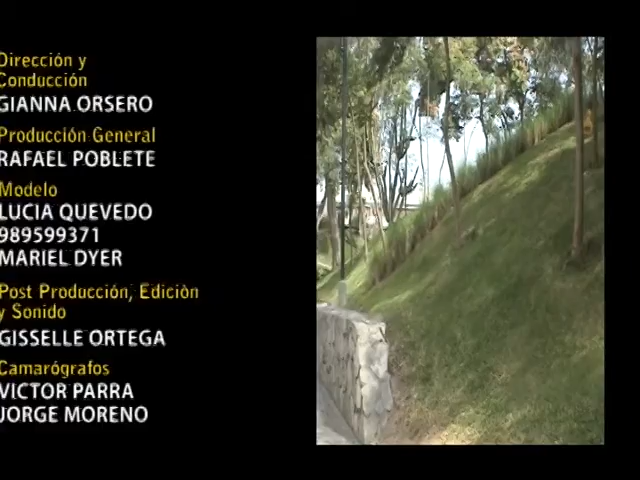 Dirección y
Conducción
GIANNA ORSERO
Producción General
RAFAEL POBLETE
Modelo
LUCIA QUEVEDO
989599371
MARIEL DYER
Post Producción, Ediciòn
y Sonido
GISSELLE ORTEGA
Camarógrafos
VICTOR PARRA
JORGE MORENO